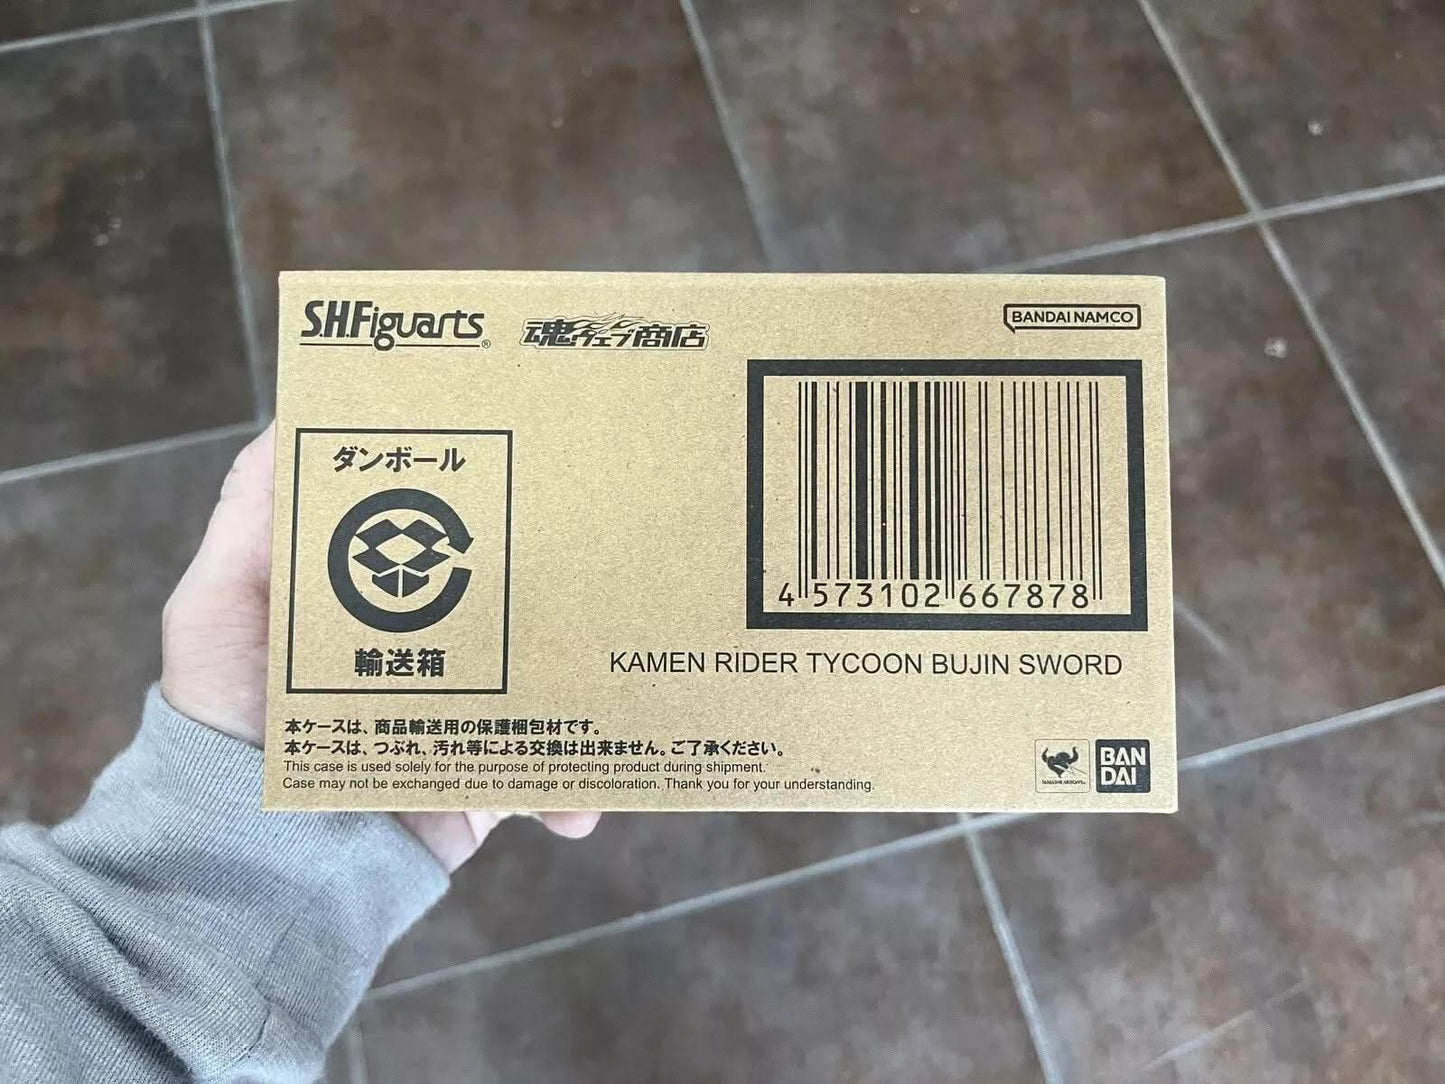 S.H.Figuarts®
魂ウェブ商店
BANDAI NAMCO
ダンボール
輸送箱
4 573102 667878
KAMEN RIDER TYCOON BUJIN SWORD
本ケースは、商品輸送用の保護梱包材です。
本ケースは、つぶれ、汚れ等による交換は出来ません。ご了承ください。
This case is used solely for the purpose of protecting product during shipment.
Case may not be exchanged due to damage or discoloration. Thank you for your understanding.
TAMASHII NATIONS
BAN
DAI